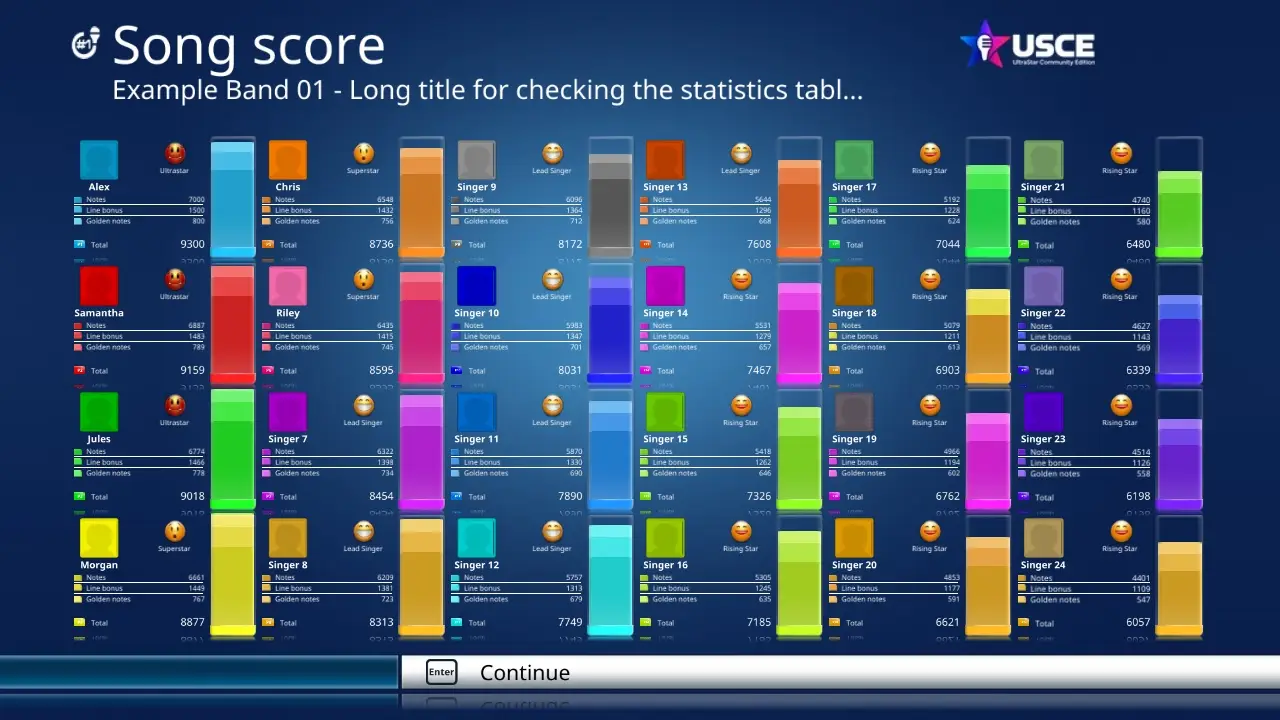 Song score
Example Band 01 - Long title for checking the statistics tabl...
USCE
UltraStar Community Edition
Alex
Ultrastar
Notes 7000
Line bonus 1500
Golden notes 800
Total 9300
Chris
Superstar
Notes 6548
Line bonus 1432
Golden notes 756
Total 8736
Singer 9
Lead Singer
Notes 6096
Line bonus 1364
Golden notes 712
Total 8172
Singer 13
Lead Singer
Notes 5644
Line bonus 1296
Golden notes 668
Total 7608
Singer 17
Rising Star
Notes 5192
Line bonus 1228
Golden notes 624
Total 7044
Singer 21
Rising Star
Notes 4740
Line bonus 1160
Golden notes 580
Total 6480
Samantha
Ultrastar
Notes 6887
Line bonus 1483
Golden notes 789
Total 9159
Riley
Superstar
Notes 6435
Line bonus 1415
Golden notes 745
Total 8595
Singer 10
Lead Singer
Notes 5983
Line bonus 1347
Golden notes 701
Total 8031
Singer 14
Rising Star
Notes 5531
Line bonus 1279
Golden notes 657
Total 7467
Singer 18
Rising Star
Notes 5079
Line bonus 1211
Golden notes 613
Total 6903
Singer 22
Rising Star
Notes 4627
Line bonus 1143
Golden notes 569
Total 6339
Jules
Ultrastar
Notes 6774
Line bonus 1466
Golden notes 778
Total 9018
Singer 7
Lead Singer
Notes 6322
Line bonus 1398
Golden notes 734
Total 8454
Singer 11
Lead Singer
Notes 5870
Line bonus 1330
Golden notes 690
Total 7890
Singer 15
Rising Star
Notes 5418
Line bonus 1262
Golden notes 646
Total 7326
Singer 19
Rising Star
Notes 4966
Line bonus 1194
Golden notes 602
Total 6762
Singer 23
Rising Star
Notes 4514
Line bonus 1126
Golden notes 558
Total 6198
Morgan
Superstar
Notes 6661
Line bonus 1449
Golden notes 767
Total 8877
Singer 8
Lead Singer
Notes 6209
Line bonus 1381
Golden notes 723
Total 8313
Singer 12
Lead Singer
Notes 5757
Line bonus 1313
Golden notes 679
Total 7749
Singer 16
Rising Star
Notes 5305
Line bonus 1245
Golden notes 635
Total 7185
Singer 20
Rising Star
Notes 4853
Line bonus 1177
Golden notes 591
Total 6621
Singer 24
Rising Star
Notes 4401
Line bonus 1109
Golden notes 547
Total 6057
Enter Continue